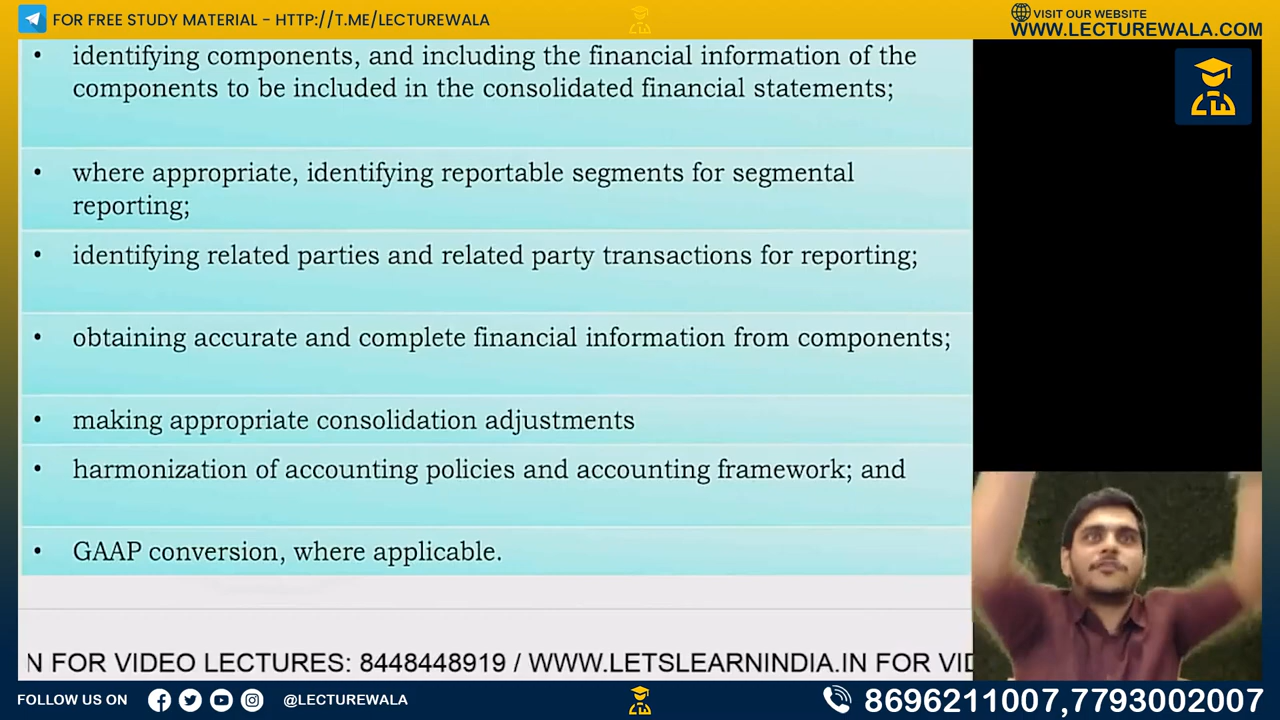 FOR FREE STUDY MATERIAL - HTTP://T.ME/LECTUREWALA
VISIT OUR WEBSITE
WWW.LECTUREWALA.COM
• identifying components, and including the financial information of the
components to be included in the consolidated financial statements;
• where appropriate, identifying reportable segments for segmental
reporting;
• identifying related parties and related party transactions for reporting;
• obtaining accurate and complete financial information from components;
• making appropriate consolidation adjustments
• harmonization of accounting policies and accounting framework; and
• GAAP conversion, where applicable.
N FOR VIDEO LECTURES: 8448448919 / WWW.LETSLEARNINDIA.IN FOR VID
FOLLOW US ON
@LECTUREWALA
8696211007,7793002007